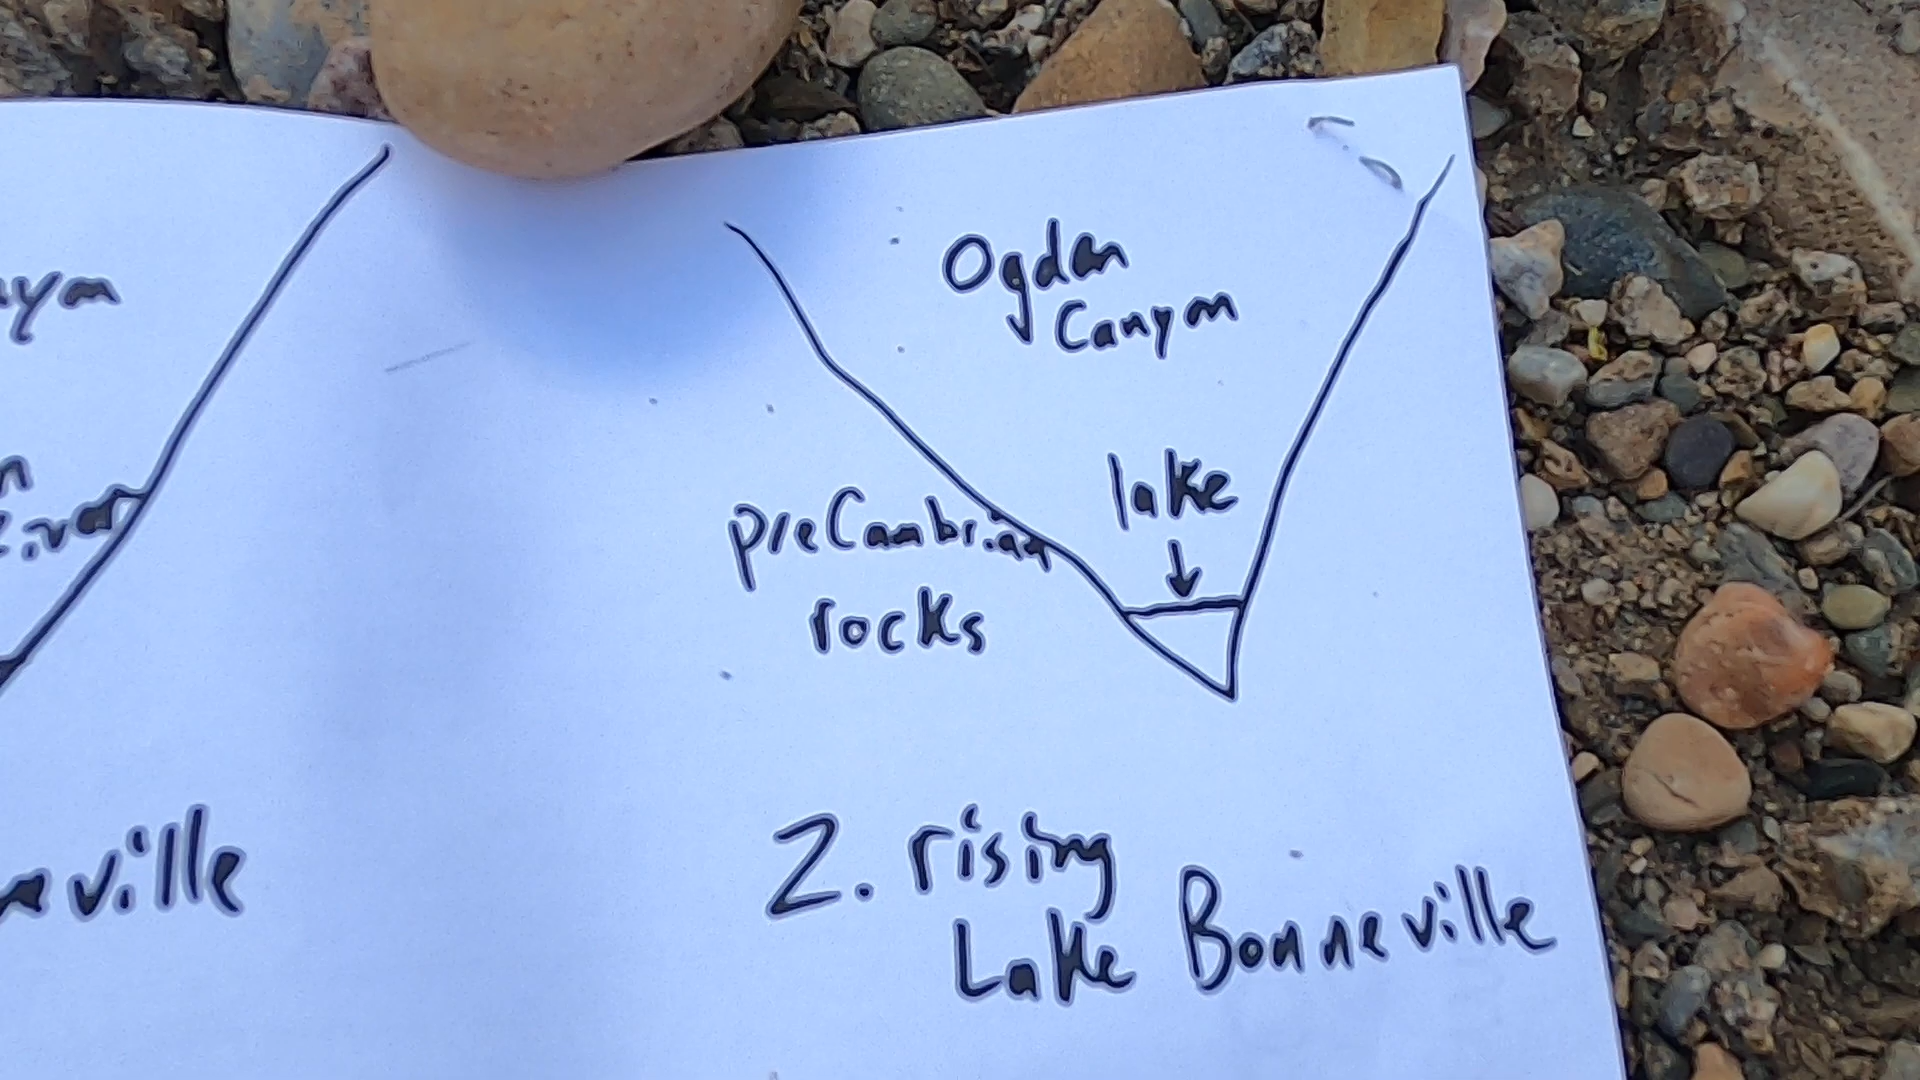 Ogden
Canyon
lake
preCambrian
rocks
2. rising
Lake Bonneville